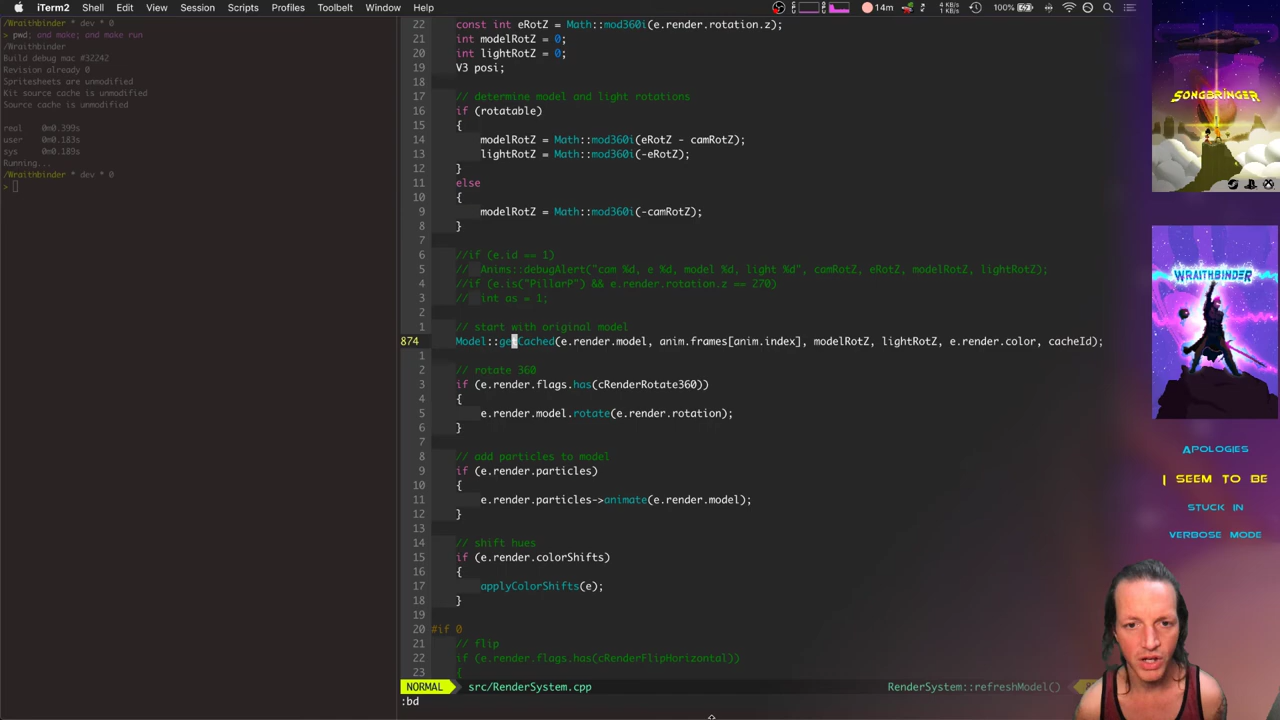 iTerm2 Shell Edit View Session Scripts Profiles Toolbelt Window Help
14m
100%
/Wraithbinder * dev * 0
> pwd; and make; and make run
/Wraithbinder
Build debug mac #32242
Revision already 0
Spritesheets are unmodified
Kit source cache is unmodified
Source cache is unmodified
real 0m0.399s
user 0m0.183s
sys 0m0.189s
Running...
/Wraithbinder * dev * 0
>
22 const int eRotZ = Math::mod360i(e.render.rotation.z);
21 int modelRotZ = 0;
20 int lightRotZ = 0;
19 V3 posi;
18
17 // determine model and light rotations
16 if (rotatable)
15 {
14 modelRotZ = Math::mod360i(eRotZ - camRotZ);
13 lightRotZ = Math::mod360i(-eRotZ);
12 }
11 else
10 {
9 modelRotZ = Math::mod360i(-camRotZ);
8 }
7
6 //if (e.id == 1)
5 // Anims::debugAlert("cam %d, e %d, model %d, light %d", camRotZ, eRotZ, modelRotZ, lightRotZ);
4 //if (e.is("PillarP") && e.render.rotation.z == 270)
3 // int as = 1;
2
1 // start with original model
874 Model::getCached(e.render.model, anim.frames[anim.index], modelRotZ, lightRotZ, e.render.color, cacheId);
1
2 // rotate 360
3 if (e.render.flags.has(cRenderRotate360))
4 {
5 e.render.model.rotate(e.render.rotation);
6 }
7
8 // add particles to model
9 if (e.render.particles)
10 {
11 e.render.particles->animate(e.render.model);
12 }
13
14 // shift hues
15 if (e.render.colorShifts)
16 {
17 applyColorShifts(e);
18 }
19
20 #if 0
21 // flip
22 if (e.render.flags.has(cRenderFlipHorizontal))
23 {
NORMAL src/RenderSystem.cpp RenderSystem::refreshModel()
:bd
SONGBRINGER
WRAITHBINDER
APOLOGIES
I SEEM TO BE
STUCK IN
VERBOSE MODE